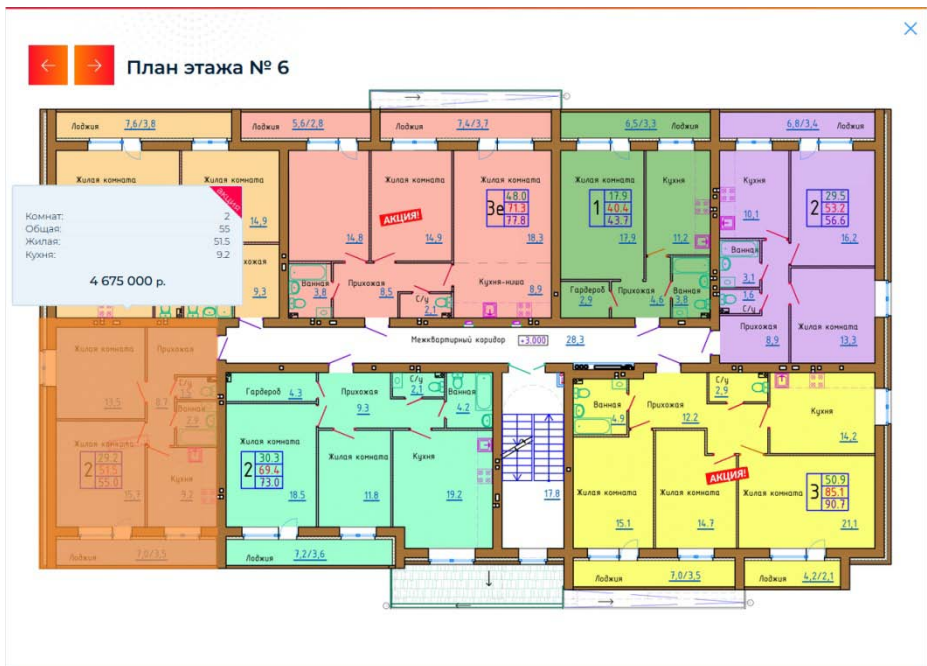 План этажа № 6
Лоджия 7,6/3,8
5,6/2,8 Лоджия
Лоджия 7,4/3,7
6,5/3,3 Лоджия
6,8/3,4 Лоджия
Жилая комната
Жилая комната
14,9
9,3
АКЦИЯ
Комнат: 2
Общая: 55
Жилая: 51.5
Кухня: 9.2
4 675 000 р.
Жилая комната
14,8
Жилая комната
АКЦИЯ!
14,9
Жилая комната
3е 48.0
71.3
77.8
18,3
Ванная
3,8
Прихожая
8,5
С/у
2,1
Кухня-ниша
8,9
Жилая комната
1 17.9
40.4
43.7
17,9
Кухня
11,2
Гардероб
2,9
Прихожая
4,6
Ванная
3,8
Кухня
10,1
2 29.5
53.2
56.6
16,2
Ванная
3,1
1,6
С/у
Прихожая
8,9
Жилая комната
13,3
Межквартирный коридор +3.000 28,3
Жилая комната
13,5
Прихожая
8,7
С/у
Ванная
2,9
Жилая комната
2 29.2
51.5
55.0
15,7
Кухня
9,2
Лоджия 7,0/3,5
Гардероб 4.3
Прихожая
9.3
С/у
2,1
Ванная
4.2
Жилая комната
2 30.3
69.4
73.0
18.5
Жилая комната
11.8
Кухня
19.2
Лоджия 7,2/3,6
17.8
Ванная
4.9
Прихожая
12.2
С/у
2,9
Кухня
14.2
Жилая комната
15.1
Жилая комната
14.7
АКЦИЯ!
Жилая комната
3 50.9
85.1
90.7
21,1
Лоджия 7,0/3,5
Лоджия 4,2/2,1